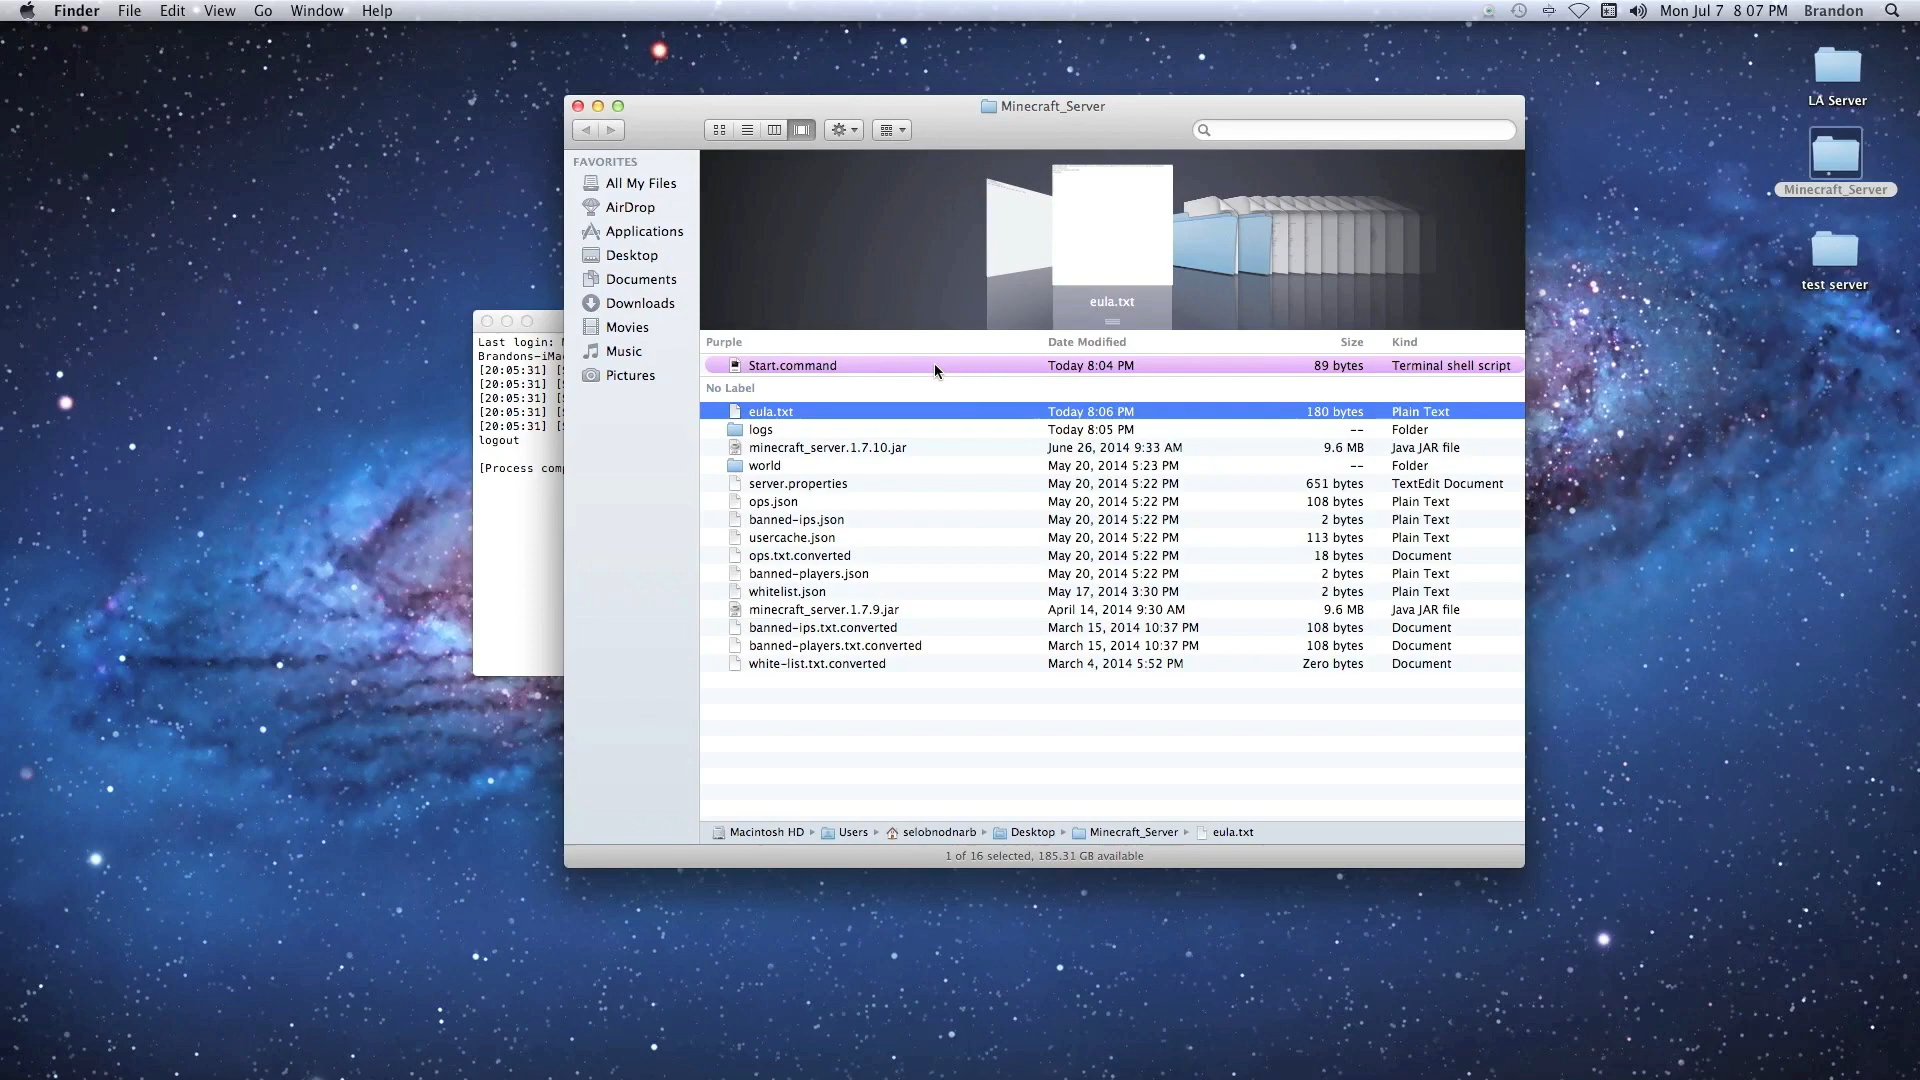 Finder File Edit View Go Window Help
Mon Jul 7 8 07 PM Brandon
LA Server
Minecraft_Server
test server
Last login:
Brandons-iMa
[20:05:31] [
[20:05:31] [
[20:05:31] [
[20:05:31] [
[20:05:31] [
logout
[Process com
Minecraft_Server
FAVORITES
All My Files
AirDrop
Applications
Desktop
Documents
Downloads
Movies
Music
Pictures
eula.txt
Purple Date Modified Size Kind
Start.command Today 8:04 PM 89 bytes Terminal shell script
No Label
eula.txt Today 8:06 PM 180 bytes Plain Text
logs Today 8:05 PM -- Folder
minecraft_server.1.7.10.jar June 26, 2014 9:33 AM 9.6 MB Java JAR file
world May 20, 2014 5:23 PM -- Folder
server.properties May 20, 2014 5:22 PM 651 bytes TextEdit Document
ops.json May 20, 2014 5:22 PM 108 bytes Plain Text
banned-ips.json May 20, 2014 5:22 PM 2 bytes Plain Text
usercache.json May 20, 2014 5:22 PM 113 bytes Plain Text
ops.txt.converted May 20, 2014 5:22 PM 18 bytes Document
banned-players.json May 20, 2014 5:22 PM 2 bytes Plain Text
whitelist.json May 17, 2014 3:30 PM 2 bytes Plain Text
minecraft_server.1.7.9.jar April 14, 2014 9:30 AM 9.6 MB Java JAR file
banned-ips.txt.converted March 15, 2014 10:37 PM 108 bytes Document
banned-players.txt.converted March 15, 2014 10:37 PM 108 bytes Document
white-list.txt.converted March 4, 2014 5:52 PM Zero bytes Document
Macintosh HD Users selobnodnarb Desktop Minecraft_Server eula.txt
1 of 16 selected, 185.31 GB available